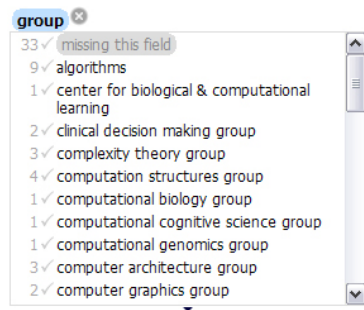 group
33 ✓ missing this field
9 ✓ algorithms
1 ✓ center for biological & computational
learning
2 ✓ clinical decision making group
3 ✓ complexity theory group
4 ✓ computation structures group
1 ✓ computational biology group
1 ✓ computational cognitive science group
1 ✓ computational genomics group
3 ✓ computer architecture group
2 ✓ computer graphics group